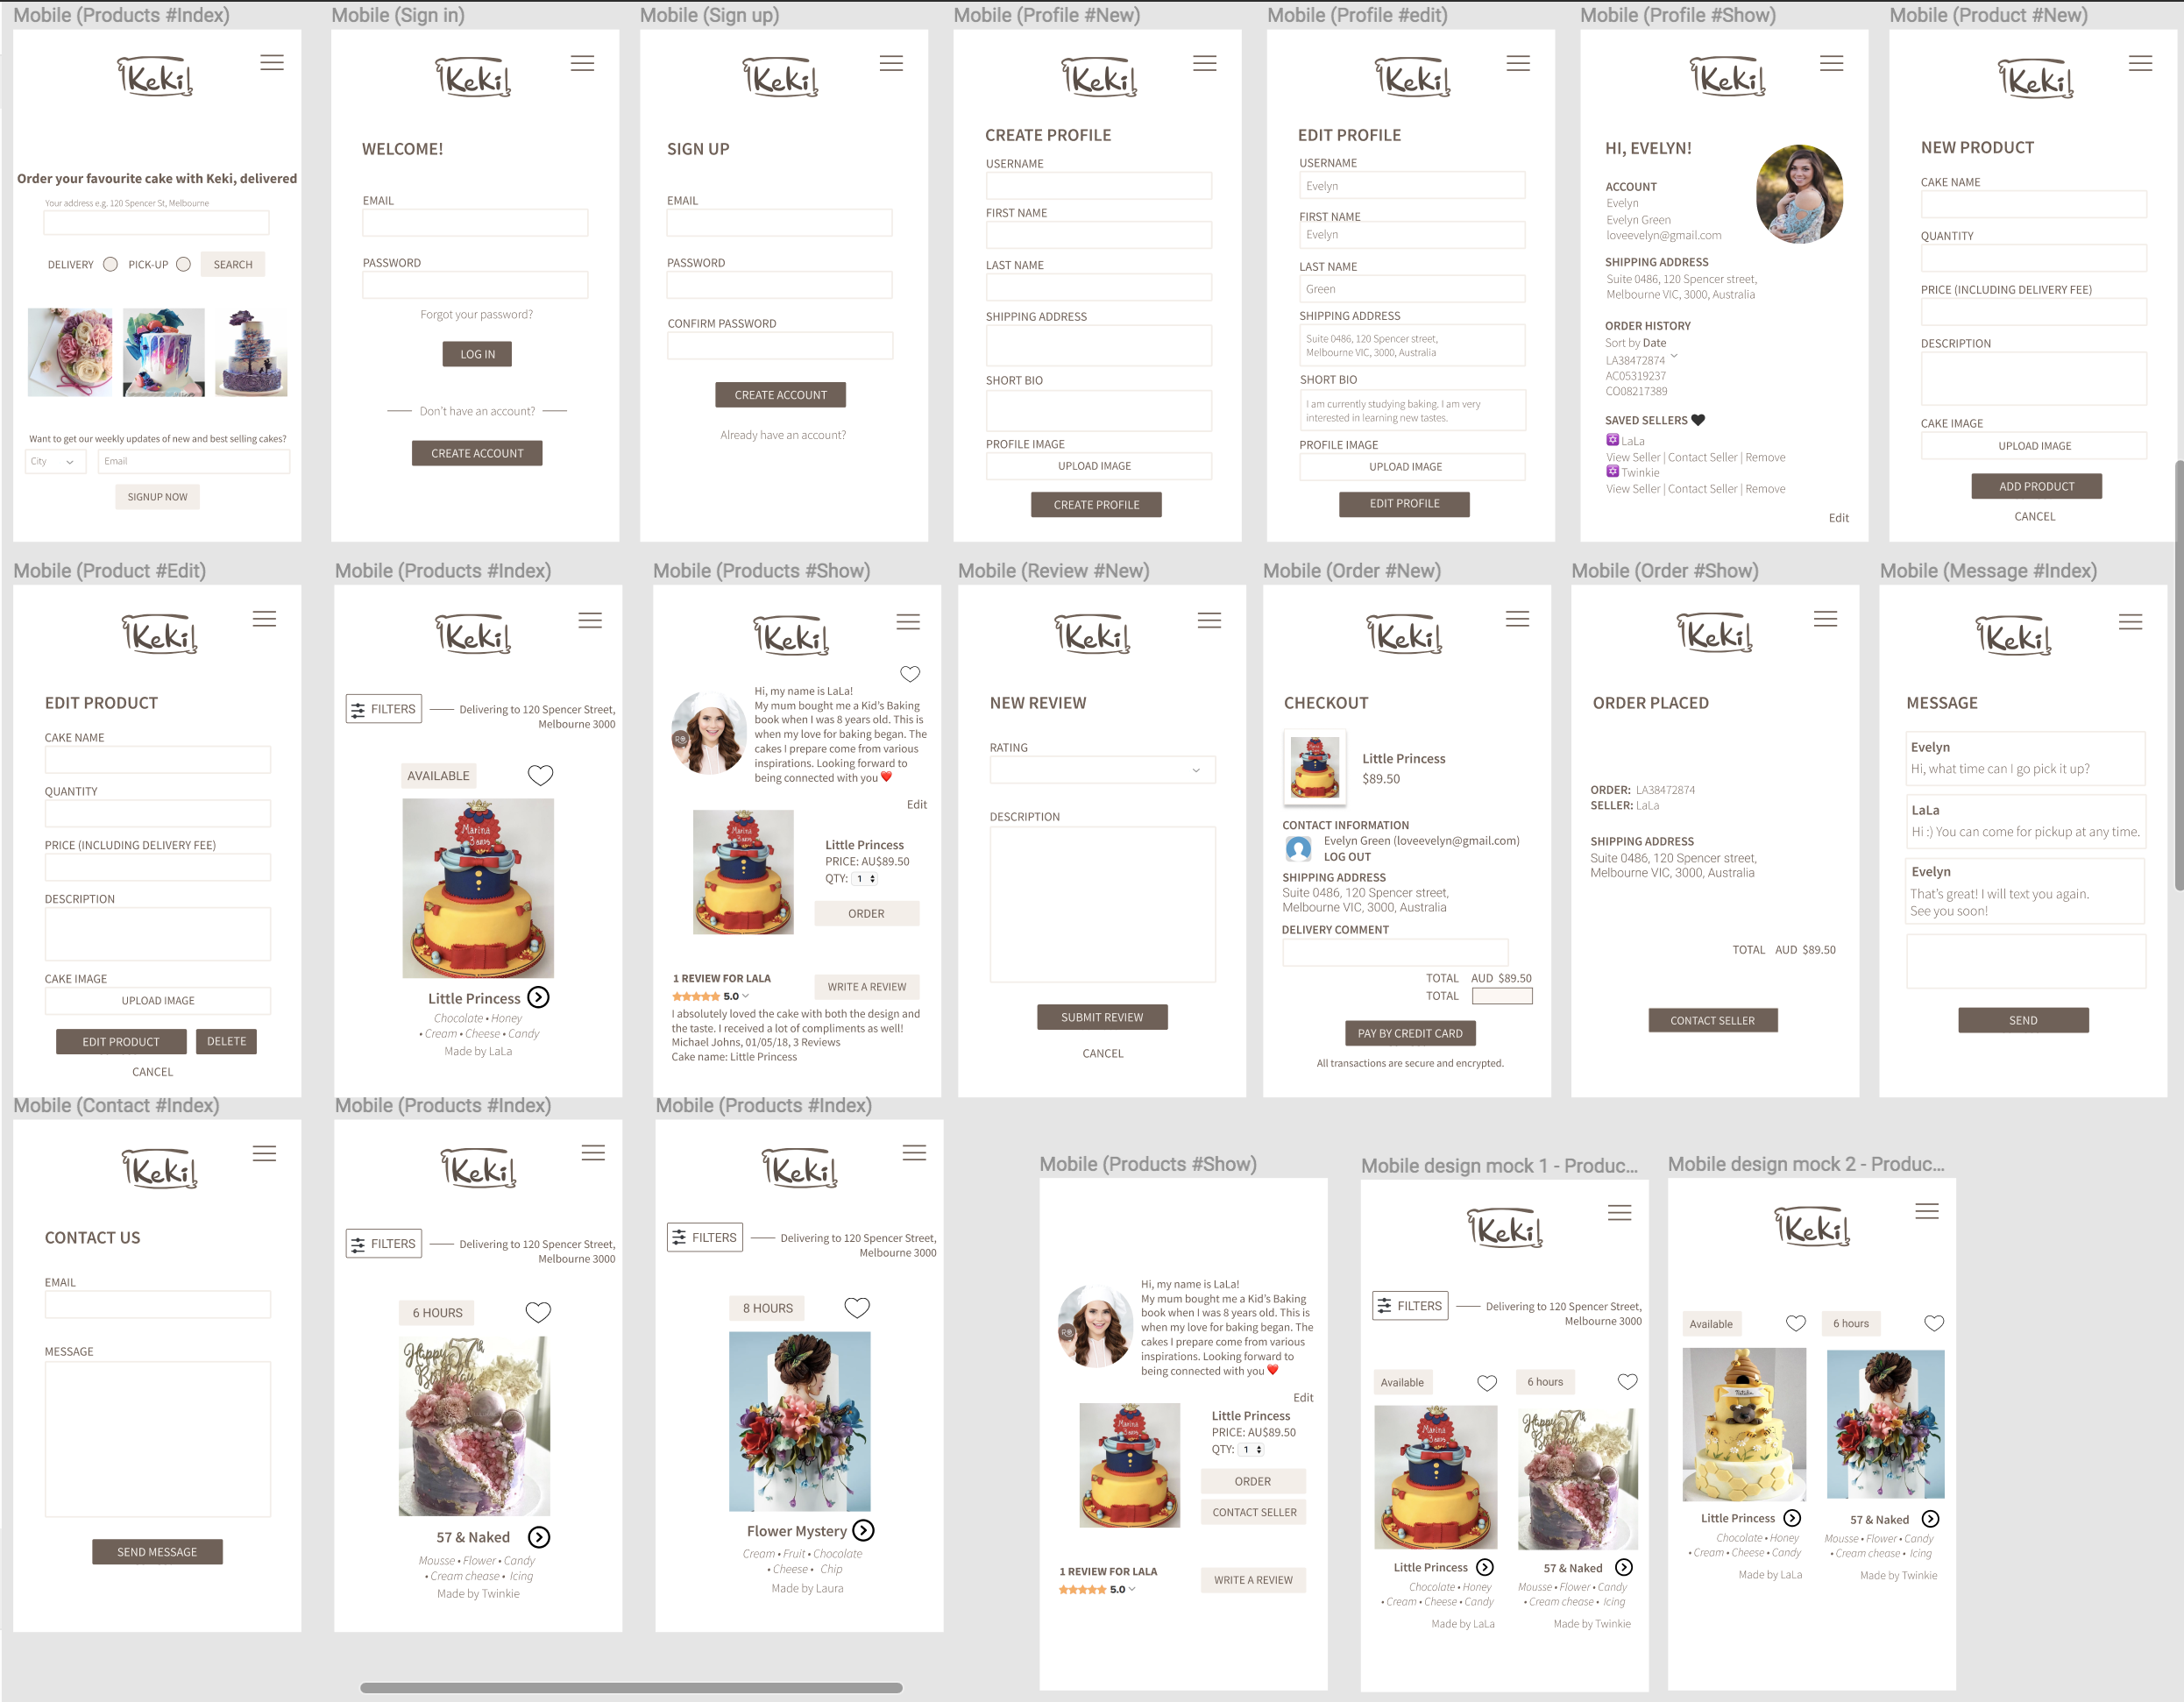 Mobile (Products #Index)
Keki
Order your favourite cake with Keki, delivered
Your address e.g. 120 Spencer St, Melbourne
DELIVERY PICK-UP SEARCH
Want to get our weekly updates of new and best selling cakes?
City Email
SIGNUP NOW
Mobile (Sign in)
Keki
WELCOME!
EMAIL
PASSWORD
Forgot your password?
LOG IN
Don't have an account?
CREATE ACCOUNT
Mobile (Sign up)
Keki
SIGN UP
EMAIL
PASSWORD
CONFIRM PASSWORD
CREATE ACCOUNT
Already have an account?
Mobile (Profile #New)
Keki
CREATE PROFILE
USERNAME
FIRST NAME
LAST NAME
SHIPPING ADDRESS
SHORT BIO
PROFILE IMAGE
UPLOAD IMAGE
CREATE PROFILE
Mobile (Profile #edit)
Keki
EDIT PROFILE
USERNAME
Evelyn
FIRST NAME
Evelyn
LAST NAME
Green
SHIPPING ADDRESS
Suite 0486, 120 Spencer street,
Melbourne VIC, 3000, Australia
SHORT BIO
I am currently studying baking. I am very
interested in learning new tastes.
PROFILE IMAGE
UPLOAD IMAGE
EDIT PROFILE
Mobile (Profile #Show)
Keki
HI, EVELYN!
ACCOUNT
Evelyn
Evelyn Green
loveevelyn@gmail.com
SHIPPING ADDRESS
Suite 0486, 120 Spencer street,
Melbourne VIC, 3000, Australia
ORDER HISTORY
Sort by Date
LA38472874
AC05319237
CO08217389
SAVED SELLERS
LaLa
View Seller | Contact Seller | Remove
Twinkie
View Seller | Contact Seller | Remove
Edit
Mobile (Product #New)
Keki
NEW PRODUCT
CAKE NAME
QUANTITY
PRICE (INCLUDING DELIVERY FEE)
DESCRIPTION
CAKE IMAGE
UPLOAD IMAGE
ADD PRODUCT
CANCEL
Mobile (Product #Edit)
Keki
EDIT PRODUCT
CAKE NAME
QUANTITY
PRICE (INCLUDING DELIVERY FEE)
DESCRIPTION
CAKE IMAGE
UPLOAD IMAGE
EDIT PRODUCT DELETE
CANCEL
Mobile (Products #Index)
Keki
FILTERS Delivering to 120 Spencer Street,
Melbourne 3000
AVAILABLE
Marina
3 años
Little Princess
Chocolate • Honey
• Cream • Cheese • Candy
Made by LaLa
Mobile (Products #Show)
Keki
Hi, my name is LaLa!
My mum bought me a Kid's Baking
book when I was 8 years old. This is
when my love for baking began. The
cakes I prepare come from various
inspirations. Looking forward to
being connected with you ❤️
Edit
Marina
3 años
Little Princess
PRICE: AU$89.50
QTY: 1
ORDER
1 REVIEW FOR LALA
5.0
WRITE A REVIEW
I absolutely loved the cake with both the design and
the taste. I received a lot of compliments as well!
Michael Johns, 01/05/18, 3 Reviews
Cake name: Little Princess
Mobile (Review #New)
Keki
NEW REVIEW
RATING
DESCRIPTION
SUBMIT REVIEW
CANCEL
Mobile (Order #New)
Keki
CHECKOUT
Little Princess
$89.50
CONTACT INFORMATION
Evelyn Green (loveevelyn@gmail.com)
LOG OUT
SHIPPING ADDRESS
Suite 0486, 120 Spencer street,
Melbourne VIC, 3000, Australia
DELIVERY COMMENT
TOTAL AUD $89.50
TOTAL
PAY BY CREDIT CARD
All transactions are secure and encrypted.
Mobile (Order #Show)
Keki
ORDER PLACED
ORDER: LA38472874
SELLER: LaLa
SHIPPING ADDRESS
Suite 0486, 120 Spencer street,
Melbourne VIC, 3000, Australia
TOTAL AUD $89.50
CONTACT SELLER
Mobile (Message #Index)
Keki
MESSAGE
Evelyn
Hi, what time can I go pick it up?
LaLa
Hi :) You can come for pickup at any time.
Evelyn
That's great! I will text you again.
See you soon!
SEND
Mobile (Contact #Index)
Keki
CONTACT US
EMAIL
MESSAGE
SEND MESSAGE
Mobile (Products #Index)
Keki
FILTERS Delivering to 120 Spencer Street,
Melbourne 3000
6 HOURS
Happy 57th
Birthday
57 & Naked
Mousse • Flower • Candy
• Cream chease • Icing
Made by Twinkie
Mobile (Products #Index)
Keki
FILTERS Delivering to 120 Spencer Street,
Melbourne 3000
8 HOURS
Flower Mystery
Cream • Fruit • Chocolate
• Cheese • Chip
Made by Laura
Mobile (Products #Show)
Hi, my name is LaLa!
My mum bought me a Kid's Baking
book when I was 8 years old. This is
when my love for baking began. The
cakes I prepare come from various
inspirations. Looking forward to
being connected with you ❤️
Edit
Marina
3 años
Little Princess
PRICE: AU$89.50
QTY: 1
ORDER
CONTACT SELLER
1 REVIEW FOR LALA
5.0
WRITE A REVIEW
Mobile design mock 1 - Produc...
Keki
FILTERS Delivering to 120 Spencer Street,
Melbourne 3000
Available 6 hours
Marina
3 años
Happy 57th
Birthday
Little Princess 57 & Naked
Chocolate • Honey Mousse • Flower • Candy
• Cream • Cheese • Candy • Cream chease • Icing
Made by LaLa Made by Twinkie
Mobile design mock 2 - Produc...
Keki
Available 6 hours
Little Princess 57 & Naked
Chocolate • Honey Mousse • Flower • Candy
• Cream • Cheese • Candy • Cream chease • Icing
Made by LaLa Made by Twinkie